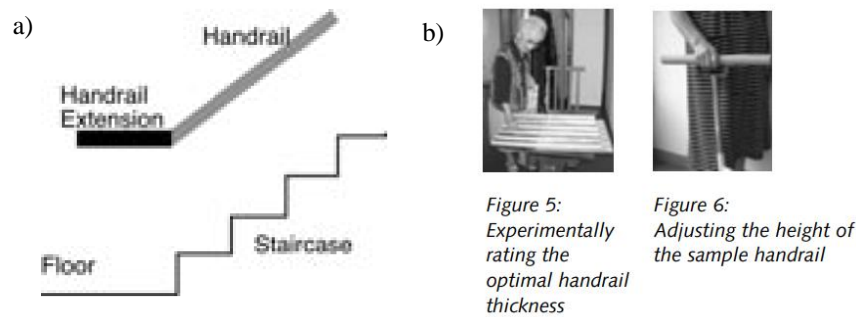 a)
Handrail
Handrail
Extension
Floor
Staircase
b)
Figure 5:
Experimentally
rating the
optimal handrail
thickness
Figure 6:
Adjusting the height of
the sample handrail